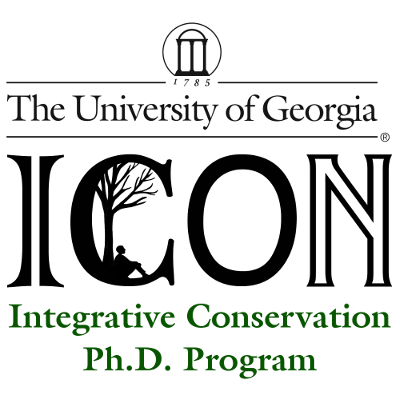 1785
The University of Georgia
®
ICON
Integrative Conservation
Ph.D. Program